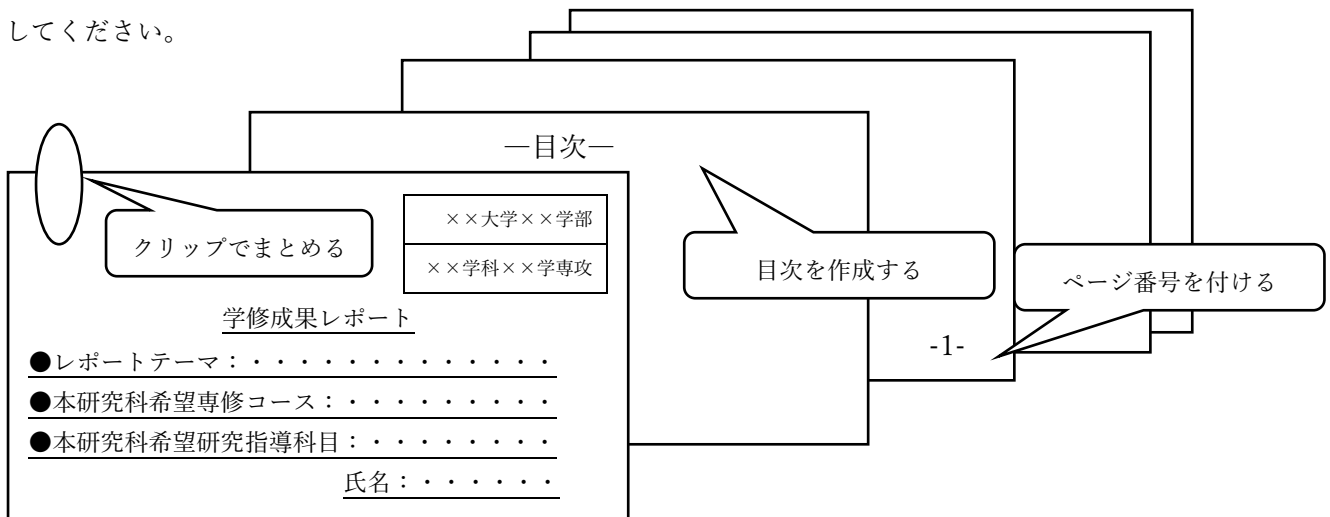 してください。
―目次―
××大学××学部
クリップでまとめる
××学科××学専攻
目次を作成する
ページ番号を付ける
学修成果レポート
-1-
●レポートテーマ：・・・・・・・・・・・・・
●本研究科希望専修コース：・・・・・・・・・
●本研究科希望研究指導科目：・・・・・・・・
氏名：・・・・・・